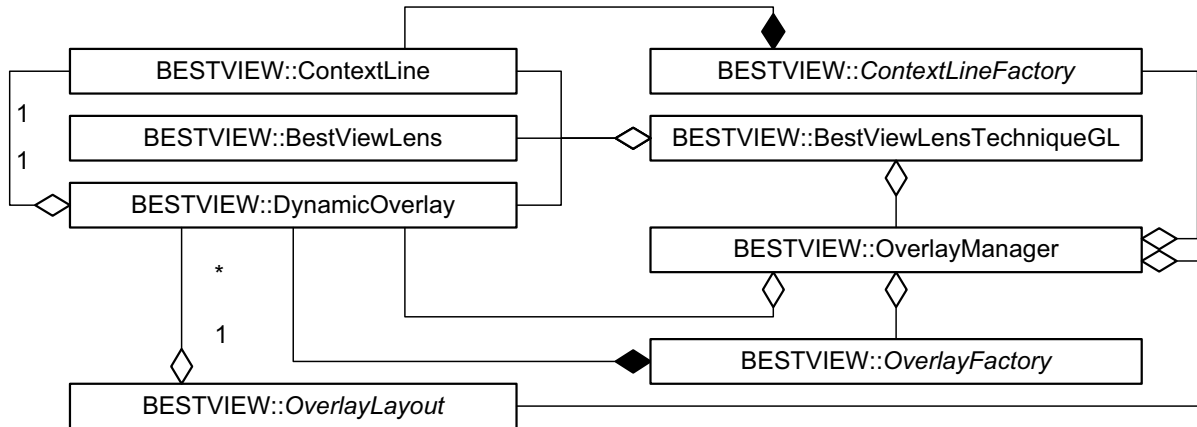 BESTVIEW::ContextLine
BESTVIEW::ContextLineFactory
1
BESTVIEW::BestViewLens
BESTVIEW::BestViewLensTechniqueGL
1
BESTVIEW::DynamicOverlay
BESTVIEW::OverlayManager
*
1
BESTVIEW::OverlayFactory
BESTVIEW::OverlayLayout